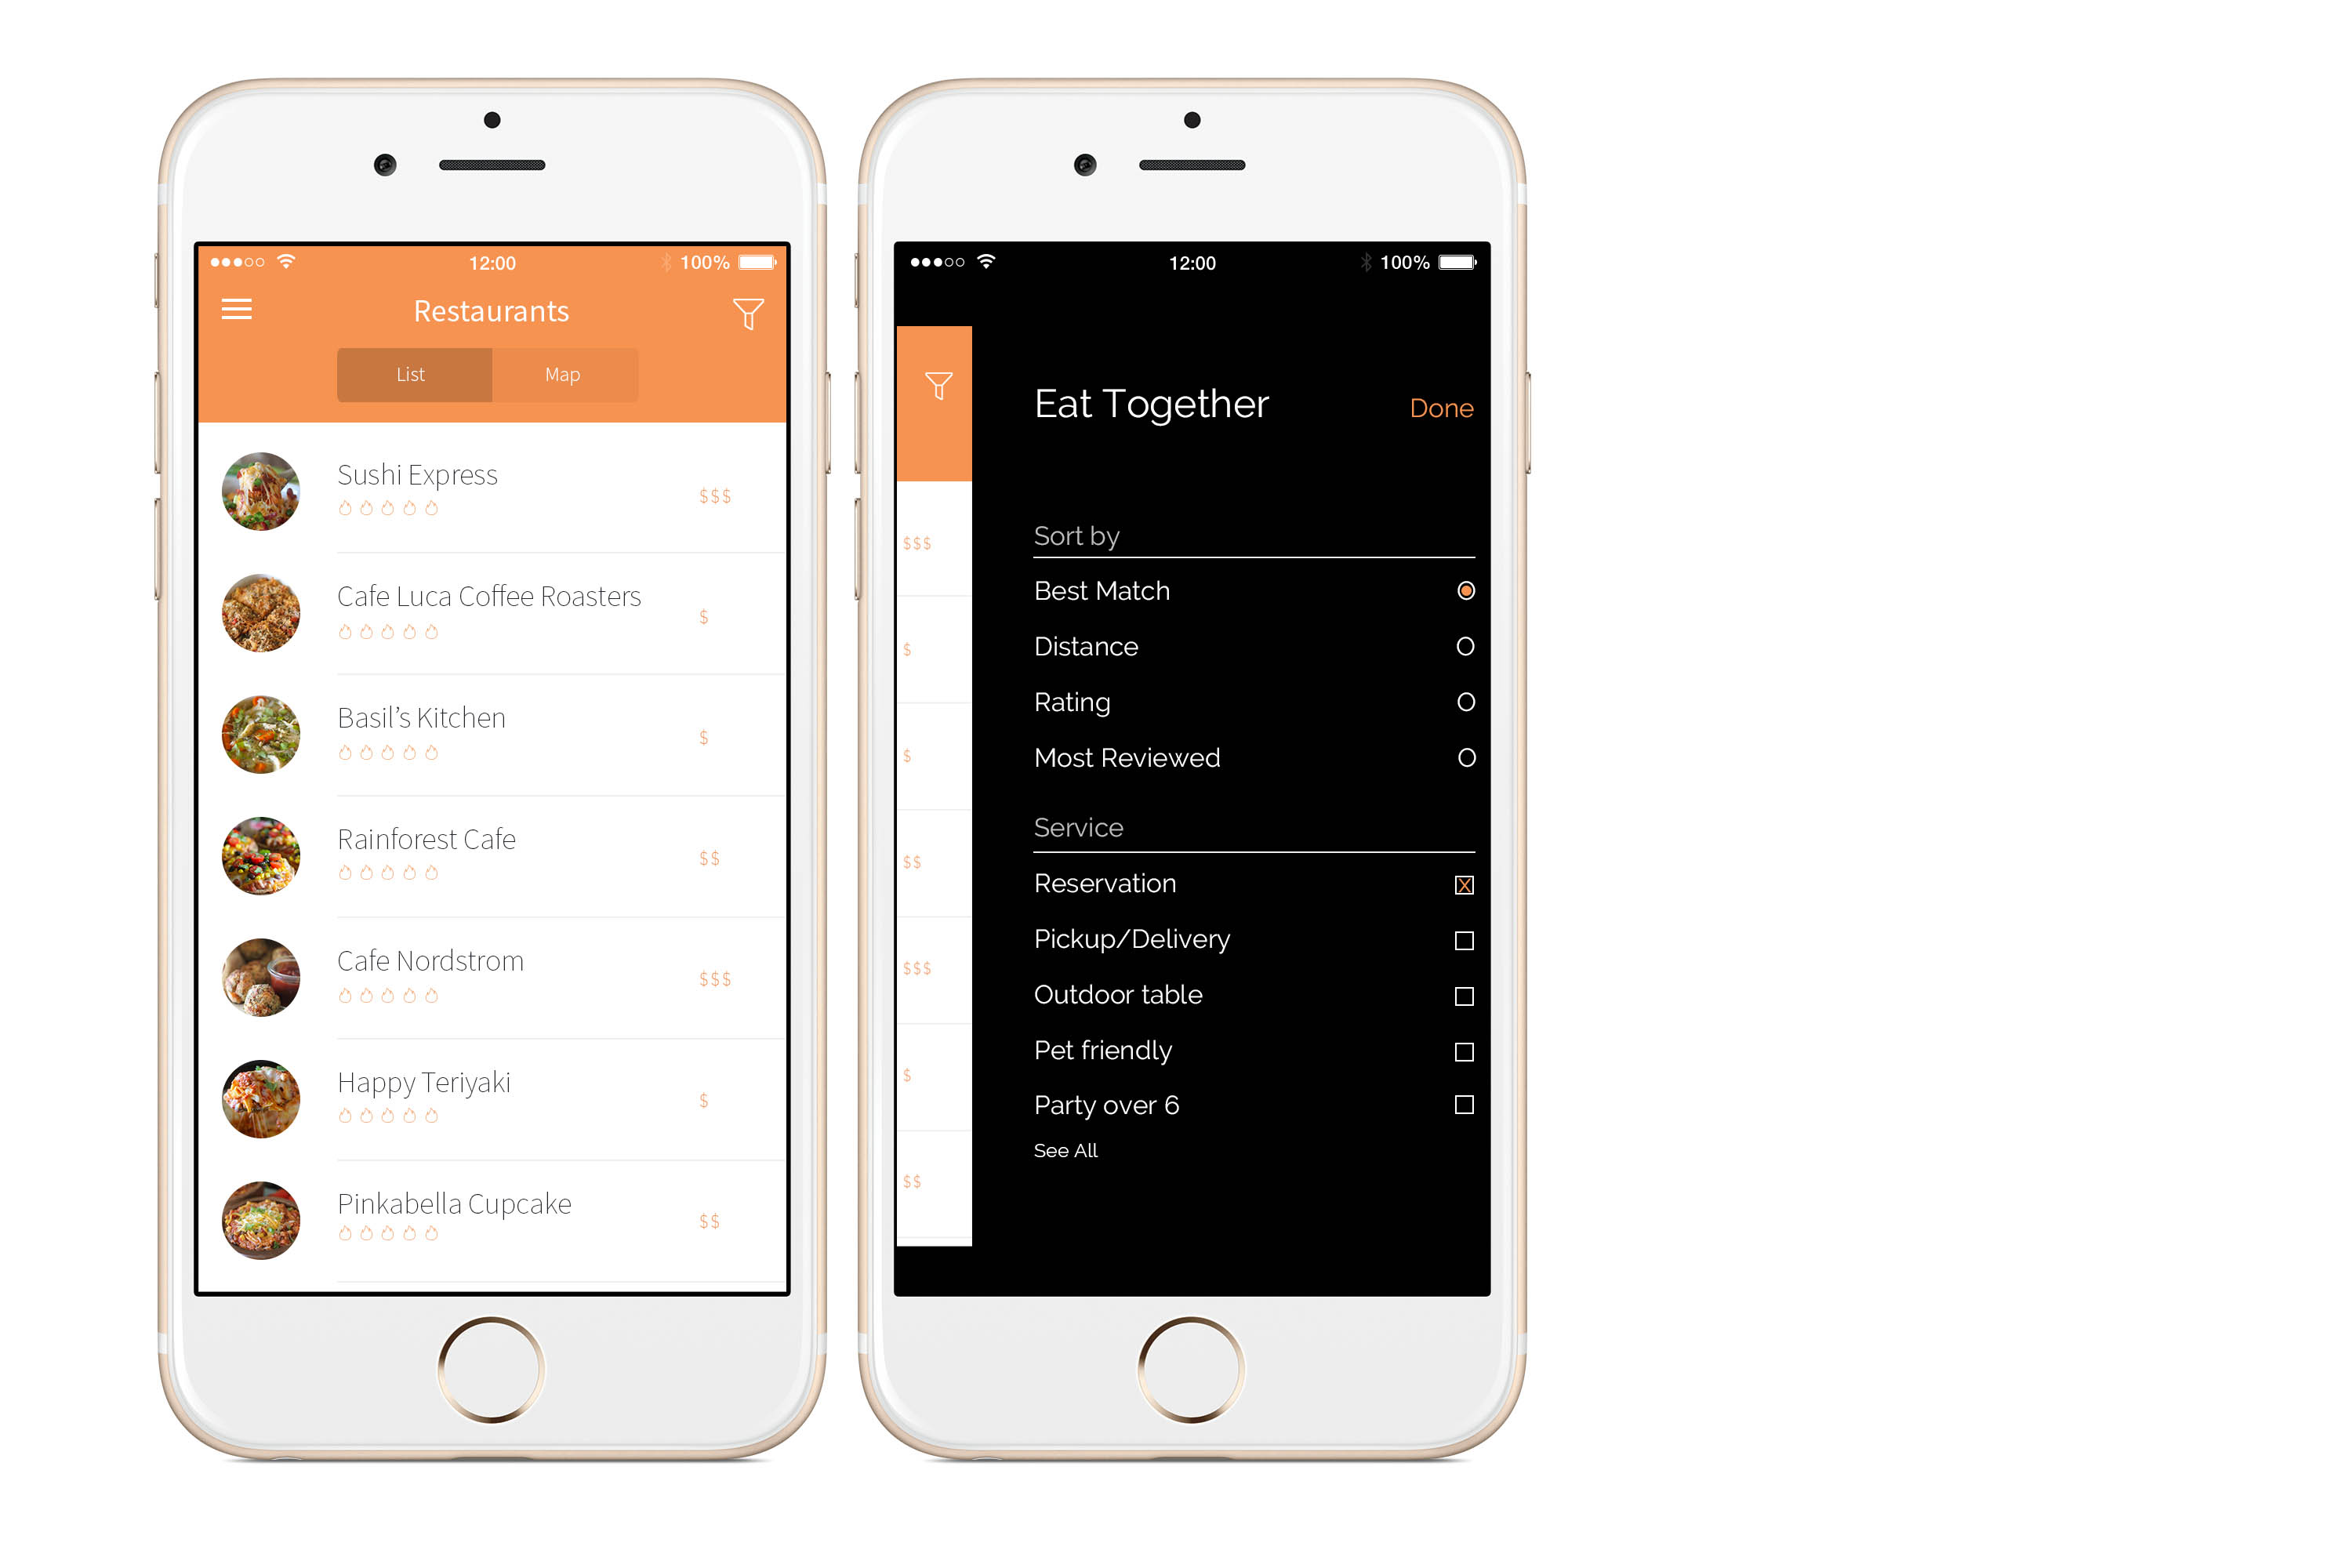 12:00
100%
Restaurants
List Map
Sushi Express
$$$
Cafe Luca Coffee Roasters
$
Basil’s Kitchen
$
Rainforest Cafe
$$
Cafe Nordstrom
$$$
Happy Teriyaki
$
Pinkabella Cupcake
$$
12:00
100%
$$$
$
$
$$
$$$
$
$$
Eat Together
Done
Sort by
Best Match
Distance
Rating
Most Reviewed
Service
Reservation
Pickup/Delivery
Outdoor table
Pet friendly
Party over 6
See All